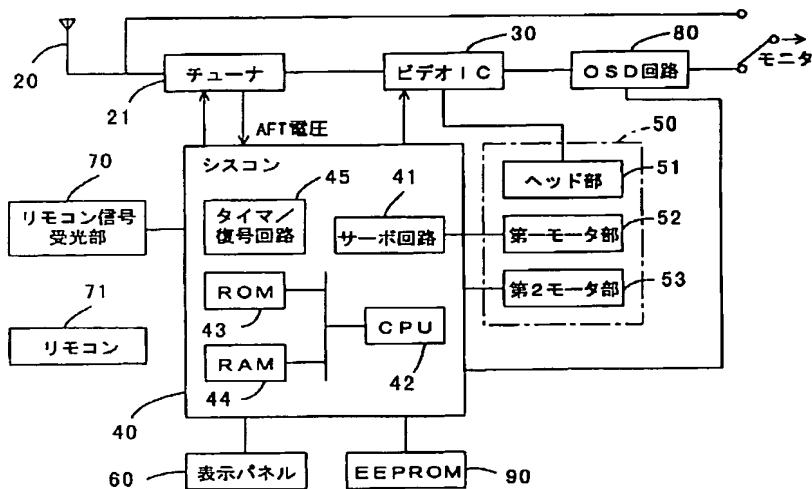 30
80
20
チューナ
ビデオIC
OSD回路
モニタ
21
AFT電圧
50
シスコン
70
45
41
51
ヘッド部
リモコン信号
受光部
タイマ/
復号回路
サーボ回路
52
第一モータ部
53
第2モータ部
ROM
71
43
CPU
リモコン
RAM
42
44
40
60
表示パネル
EEPROM
90